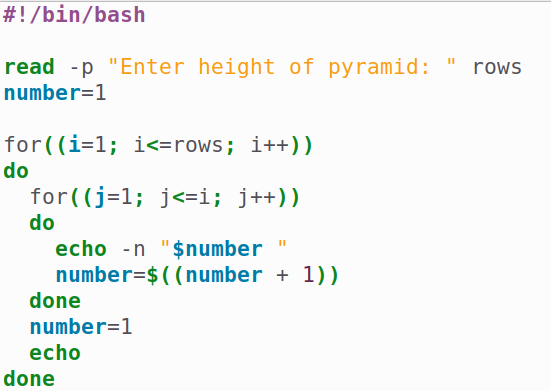 #!/bin/bash

read -p "Enter height of pyramid: " rows
number=1

for((i=1; i<=rows; i++))
do
  for((j=1; j<=i; j++))
  do
    echo -n "$number "
    number=$((number + 1))
  done
  number=1
  echo
done